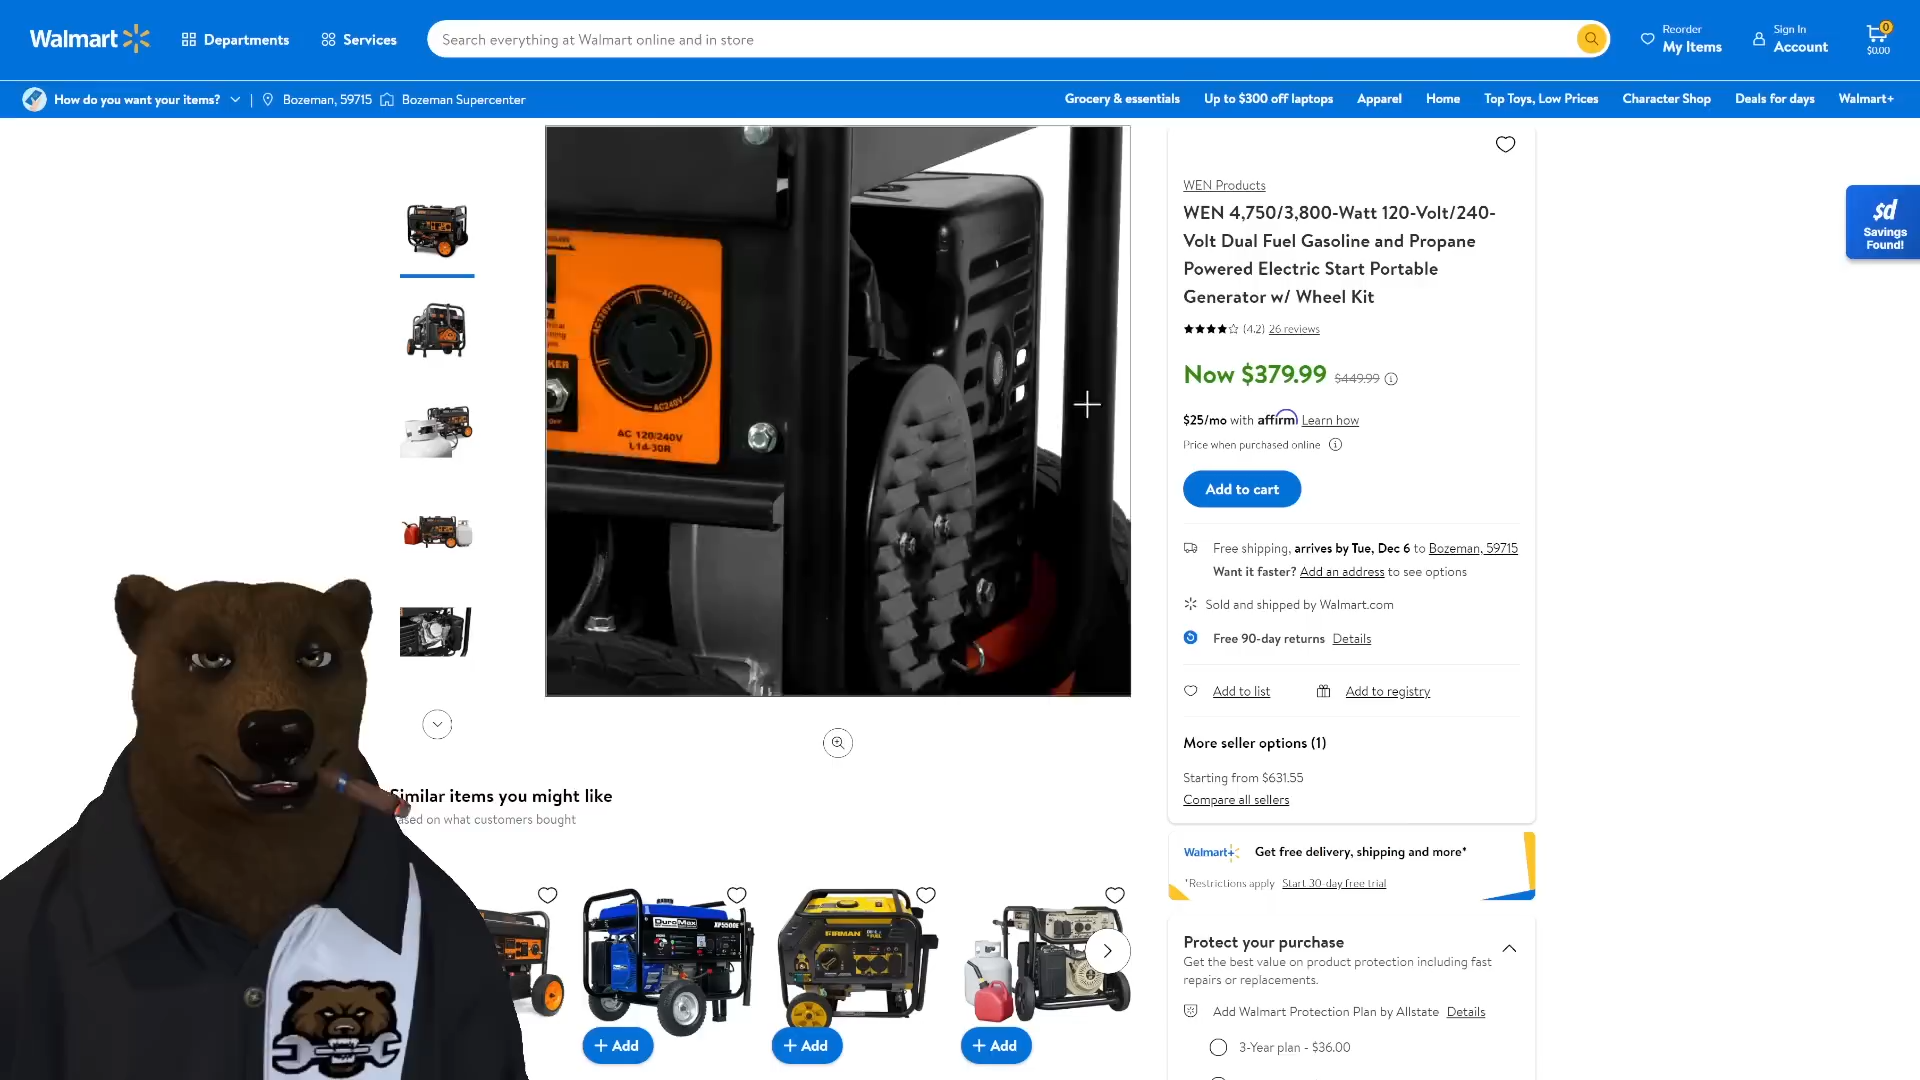 Walmart
Departments
Services
Search everything at Walmart online and in store
Reorder
My Items
Sign In
Account
0
$0.00
How do you want your items?
Bozeman, 59715
Bozeman Supercenter
Grocery & essentials
Up to $300 off laptops
Apparel
Home
Top Toys, Low Prices
Character Shop
Deals for days
Walmart+
$d
Savings
Found!
AC120V
AC120V
AC240V
AC 120/240V
L14-30R
WEN Products
WEN 4,750/3,800-Watt 120-Volt/240-
Volt Dual Fuel Gasoline and Propane
Powered Electric Start Portable
Generator w/ Wheel Kit
(4.2) 26 reviews
Now $379.99 $449.99
$25/mo with affirm Learn how
Price when purchased online
Add to cart
Free shipping, arrives by Tue, Dec 6 to Bozeman, 59715
Want it faster? Add an address to see options
Sold and shipped by Walmart.com
Free 90-day returns Details
Add to list
Add to registry
More seller options (1)
Starting from $631.55
Compare all sellers
Similar items you might like
based on what customers bought
DuroMax
XP5500E
FIRMAN
+ Add
+ Add
+ Add
Walmart+
Get free delivery, shipping and more*
*Restrictions apply Start 30-day free trial
Protect your purchase
Get the best value on product protection including fast
repairs or replacements.
Add Walmart Protection Plan by Allstate Details
3-Year plan - $36.00